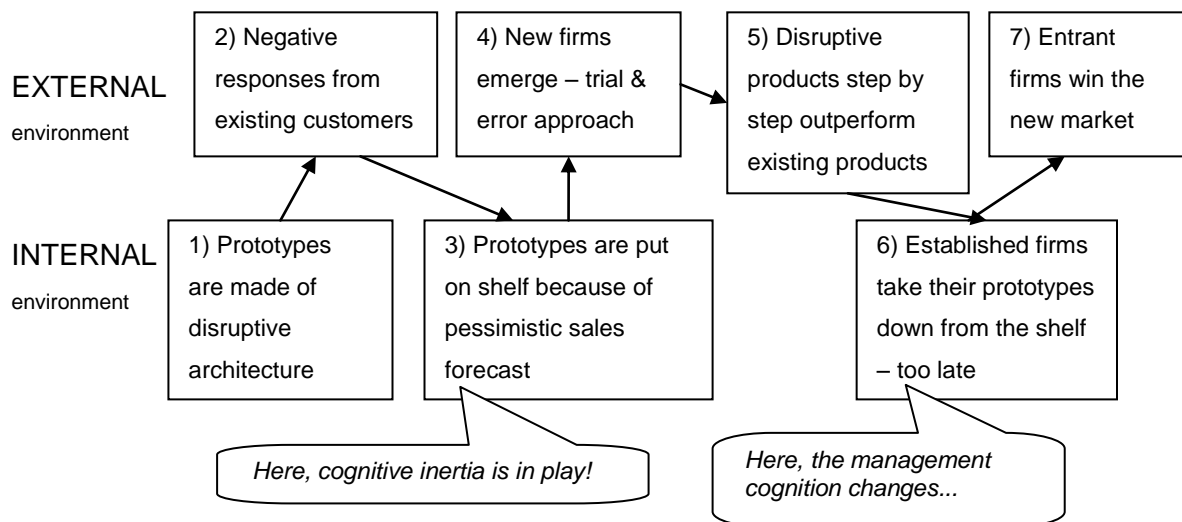 EXTERNAL
environment
2) Negative
responses from
existing customers
4) New firms
emerge – trial &
error approach
5) Disruptive
products step by
step outperform
existing products
7) Entrant
firms win the
new market
INTERNAL
environment
1) Prototypes
are made of
disruptive
architecture
3) Prototypes are put
on shelf because of
pessimistic sales
forecast
6) Established firms
take their prototypes
down from the shelf
– too late
Here, cognitive inertia is in play!
Here, the management
cognition changes...